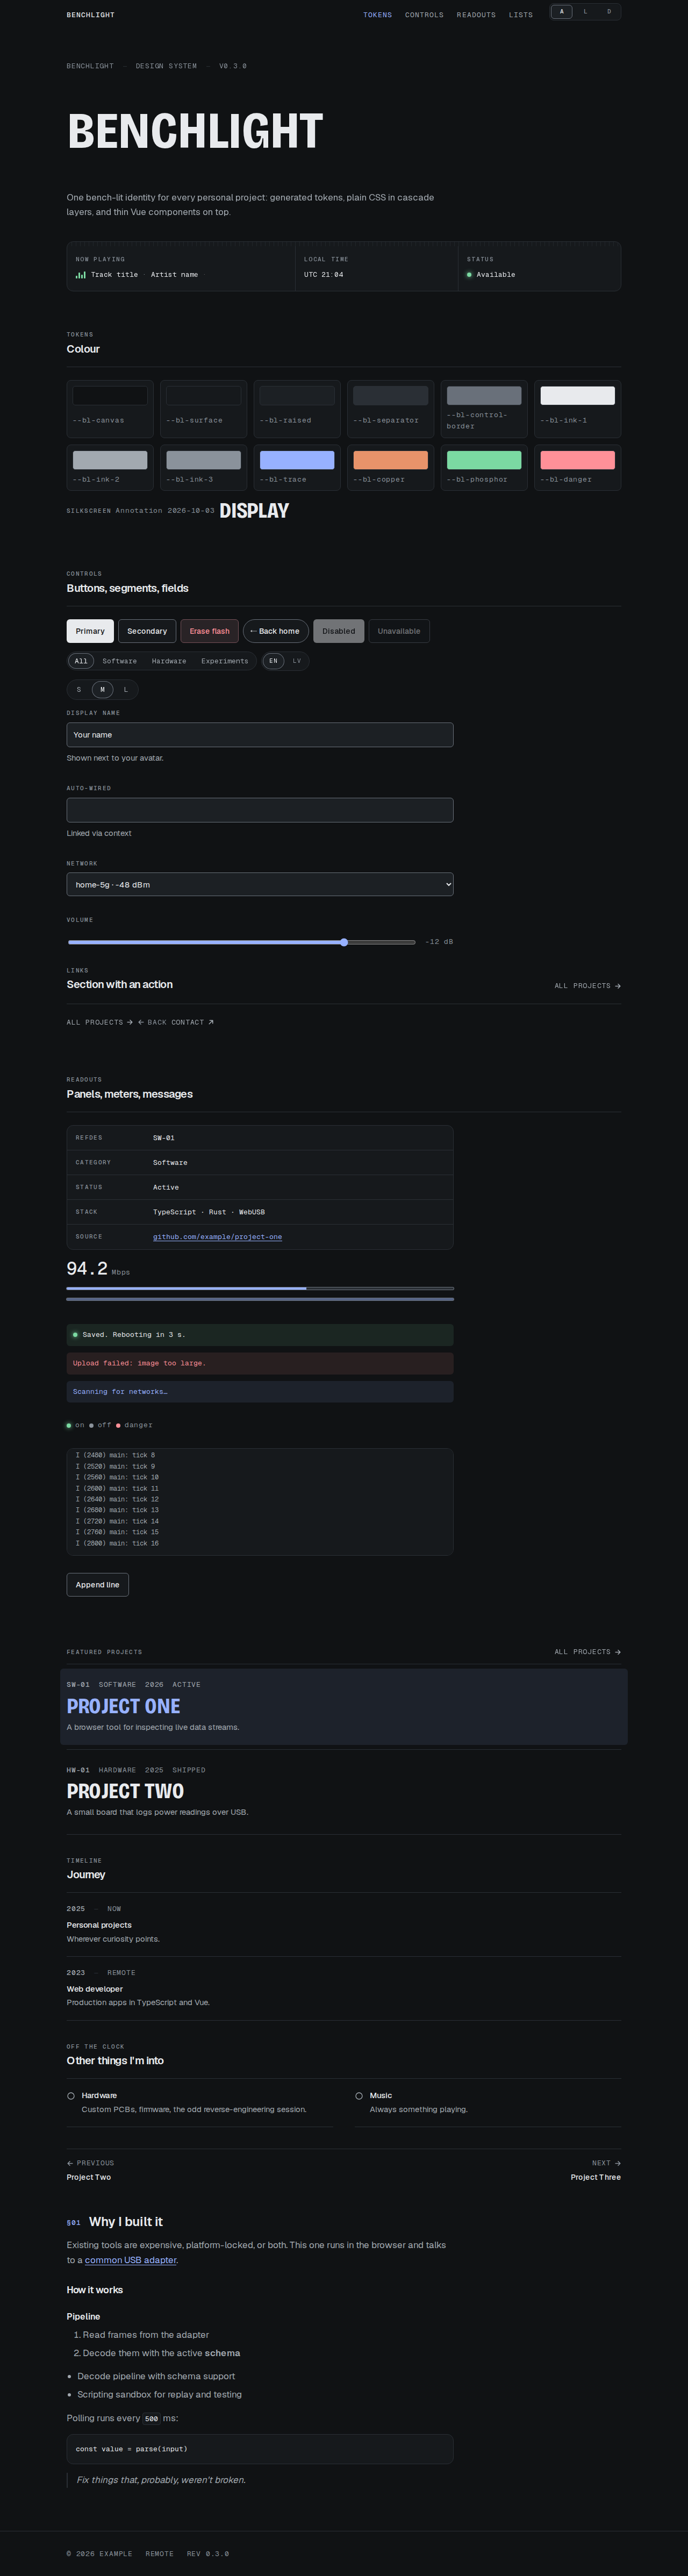 BENCHLIGHT
TOKENS CONTROLS READOUTS LISTS A L D
BENCHLIGHT DESIGN SYSTEM V0.3.0
BENCHLIGHT
One bench-lit identity for every personal project: generated tokens, plain CSS in cascade
layers, and thin Vue components on top.
NOW PLAYING
Track title · Artist name
LOCAL TIME
UTC 21:04
STATUS
Available
TOKENS
Colour
--bl-canvas
--bl-surface
--bl-raised
--bl-separator
--bl-control-
border
--bl-ink-1
--bl-ink-2
--bl-ink-3
--bl-trace
--bl-copper
--bl-phosphor
--bl-danger
SILKSCREEN Annotation 2026-10-03 DISPLAY
CONTROLS
Buttons, segments, fields
Primary Secondary Erase flash ← Back home Disabled Unavailable
All Software Hardware Experiments EN LV
S M L
DISPLAY NAME
Your name
Shown next to your avatar.
AUTO-WIRED
Linked via context
NETWORK
home-5g · -48 dBm
VOLUME
-12 dB
LINKS
Section with an action
ALL PROJECTS →
ALL PROJECTS → ← BACK CONTACT ↗
READOUTS
Panels, meters, messages
REFDES SW-01
CATEGORY Software
STATUS Active
STACK TypeScript · Rust · WebUSB
SOURCE github.com/example/project-one
94.2 Mbps
Saved. Rebooting in 3 s.
Upload failed: image too large.
Scanning for networks…
on off danger
I (2480) main: tick 8
I (2520) main: tick 9
I (2560) main: tick 10
I (2600) main: tick 11
I (2640) main: tick 12
I (2680) main: tick 13
I (2720) main: tick 14
I (2760) main: tick 15
I (2800) main: tick 16
Append line
FEATURED PROJECTS
ALL PROJECTS →
SW-01 SOFTWARE 2026 ACTIVE
PROJECT ONE
A browser tool for inspecting live data streams.
HW-01 HARDWARE 2025 SHIPPED
PROJECT TWO
A small board that logs power readings over USB.
TIMELINE
Journey
2025 NOW
Personal projects
Wherever curiosity points.
2023 REMOTE
Web developer
Production apps in TypeScript and Vue.
OFF THE CLOCK
Other things I'm into
Hardware
Custom PCBs, firmware, the odd reverse-engineering session.
Music
Always something playing.
← PREVIOUS
Project Two
NEXT →
Project Three
§01 Why I built it
Existing tools are expensive, platform-locked, or both. This one runs in the browser and talks
to a common USB adapter.
How it works
Pipeline
1. Read frames from the adapter
2. Decode them with the active schema
• Decode pipeline with schema support
• Scripting sandbox for replay and testing
Polling runs every 500 ms:
const value = parse(input)
Fix things that, probably, weren't broken.
© 2026 EXAMPLE REMOTE REV 0.3.0